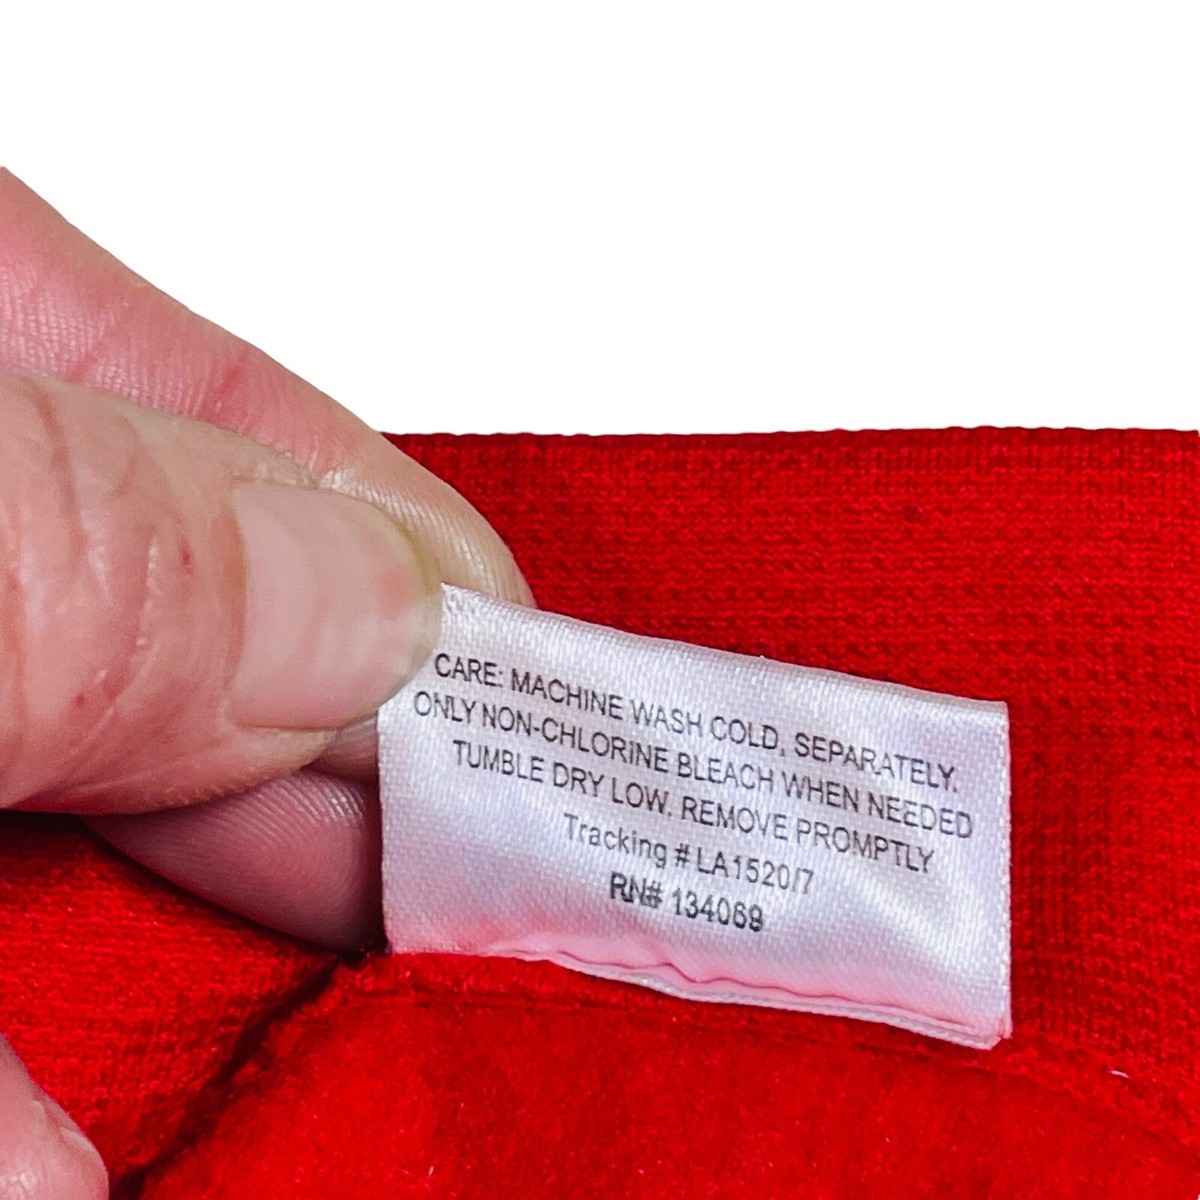 CARE: MACHINE WASH COLD, SEPARATELY.
ONLY NON-CHLORINE BLEACH WHEN NEEDED
TUMBLE DRY LOW. REMOVE PROMPTLY
Tracking # LA1520/7
RN# 134069